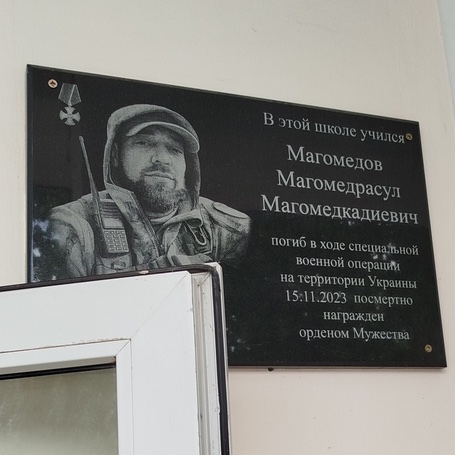 В этой школе учился
Магомедов
Магомедрасул
Магомедкадиевич
погиб в ходе специальной
военной операции
на территории Украины
15.11.2023 посмертно
награжден
орденом Мужества